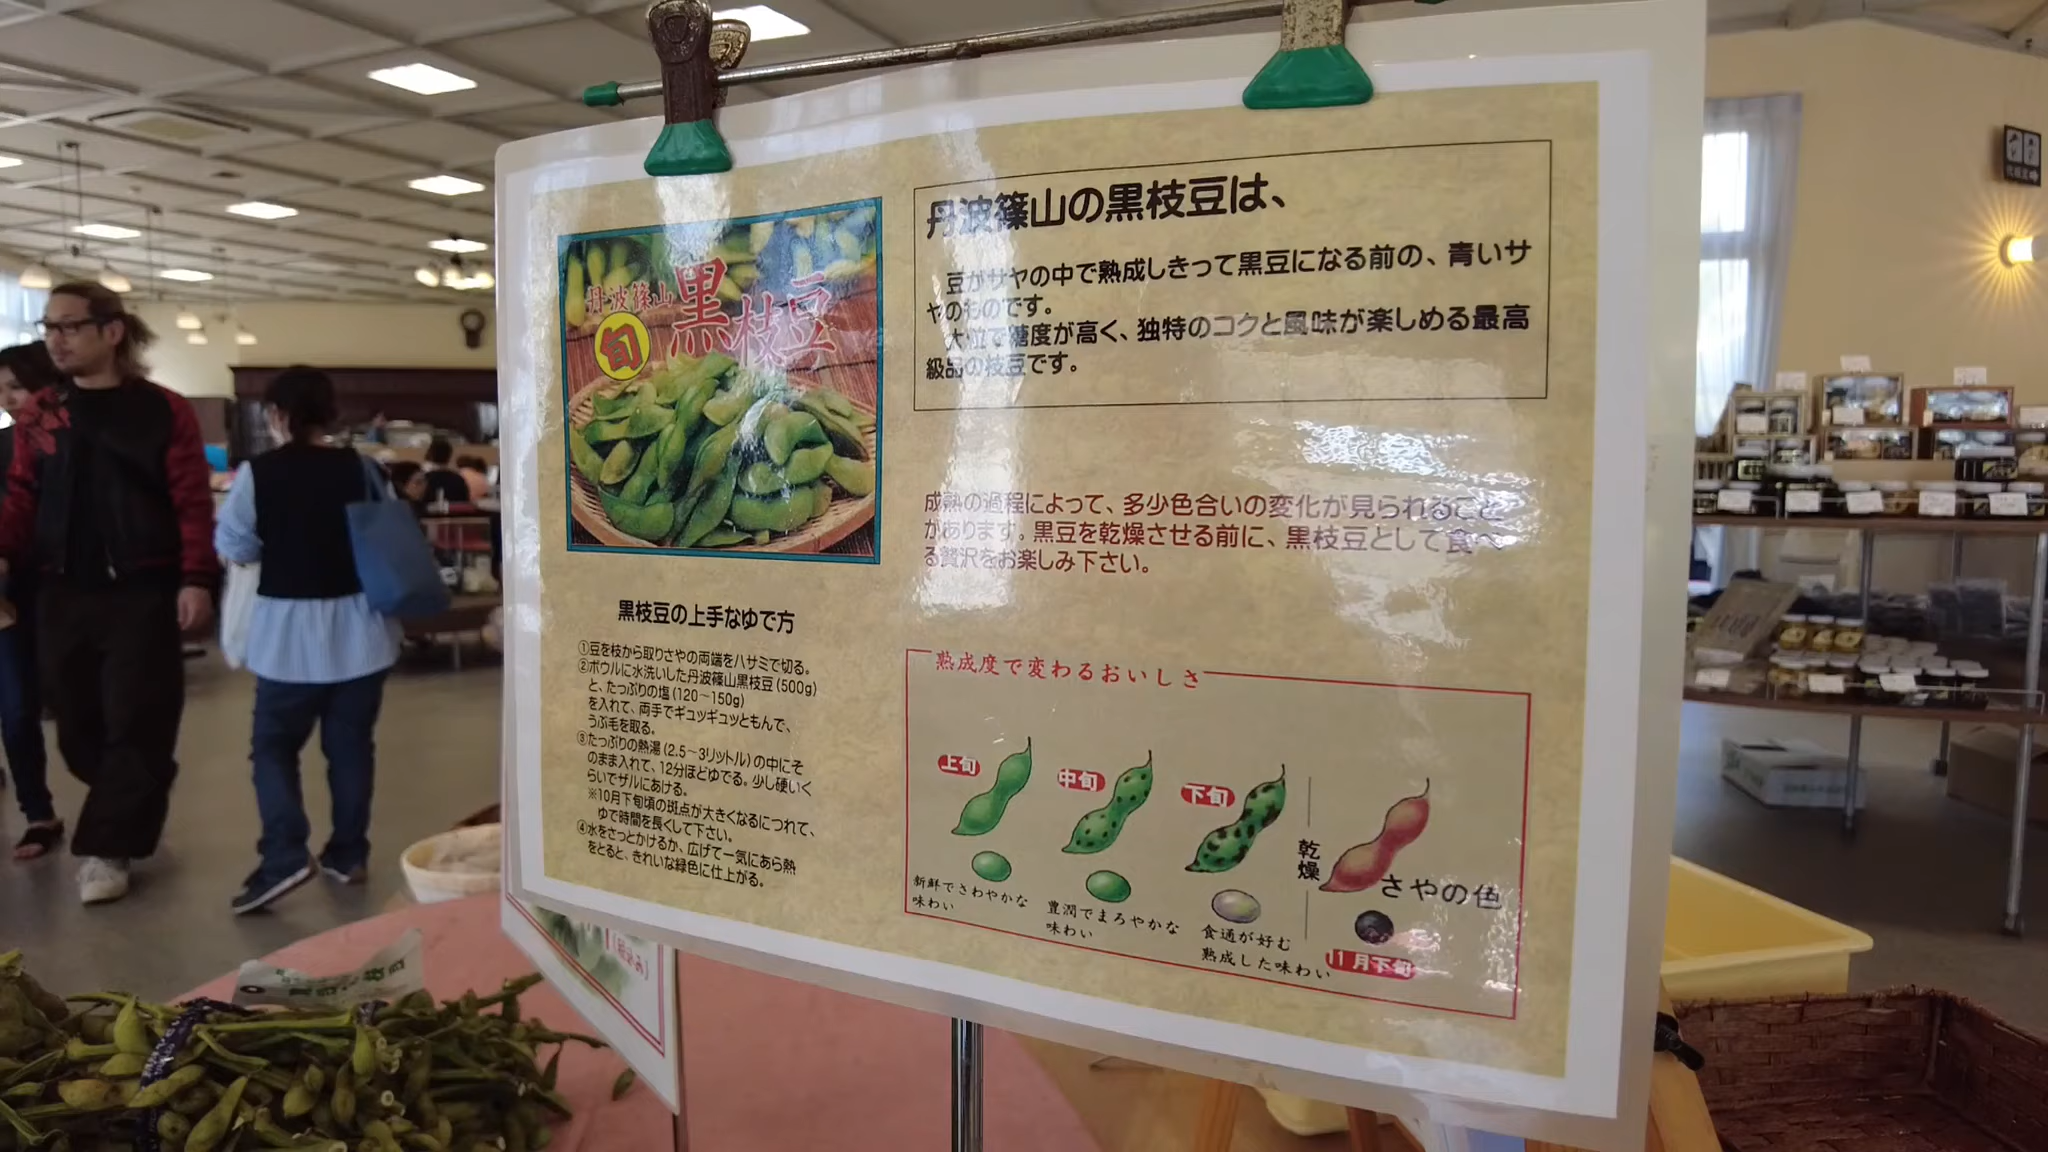 丹波篠山
黒枝豆
旬
黒枝豆の上手なゆで方
①豆を枝から取りさやの両端をハサミで切る。
②ボウルに水洗いした丹波篠山黒枝豆(500g)
と、たっぷりの塩(120～150g)
を入れて、両手でギュッギュッともんで、
うぶ毛を取る。
③たっぷりの熱湯(2.5～3リットル)の中にそ
のまま入れて、12分ほどゆでる。少し硬いく
らいでザルにあける。
※10月下旬頃の斑点が大きくなるにつれて、
ゆで時間を長くして下さい。
④水をさっとかけるか、広げて一気にあら熱
をとると、きれいな緑色に仕上がる。
丹波篠山の黒枝豆は、
豆がサヤの中で熟成しきって黒豆になる前の、青いサ
ヤのものです。
大粒で糖度が高く、独特のコクと風味が楽しめる最高
級品の枝豆です。
成熟の過程によって、多少色合いの変化が見られること
があります。黒豆を乾燥させる前に、黒枝豆として食べ
る贅沢をお楽しみ下さい。
熟成度で変わるおいしさ
上旬
新鮮でさわやかな
味わい
中旬
豊潤でまろやかな
味わい
下旬
食通が好む
熟成した味わい
乾燥
さやの色
11月下旬
(税込み)